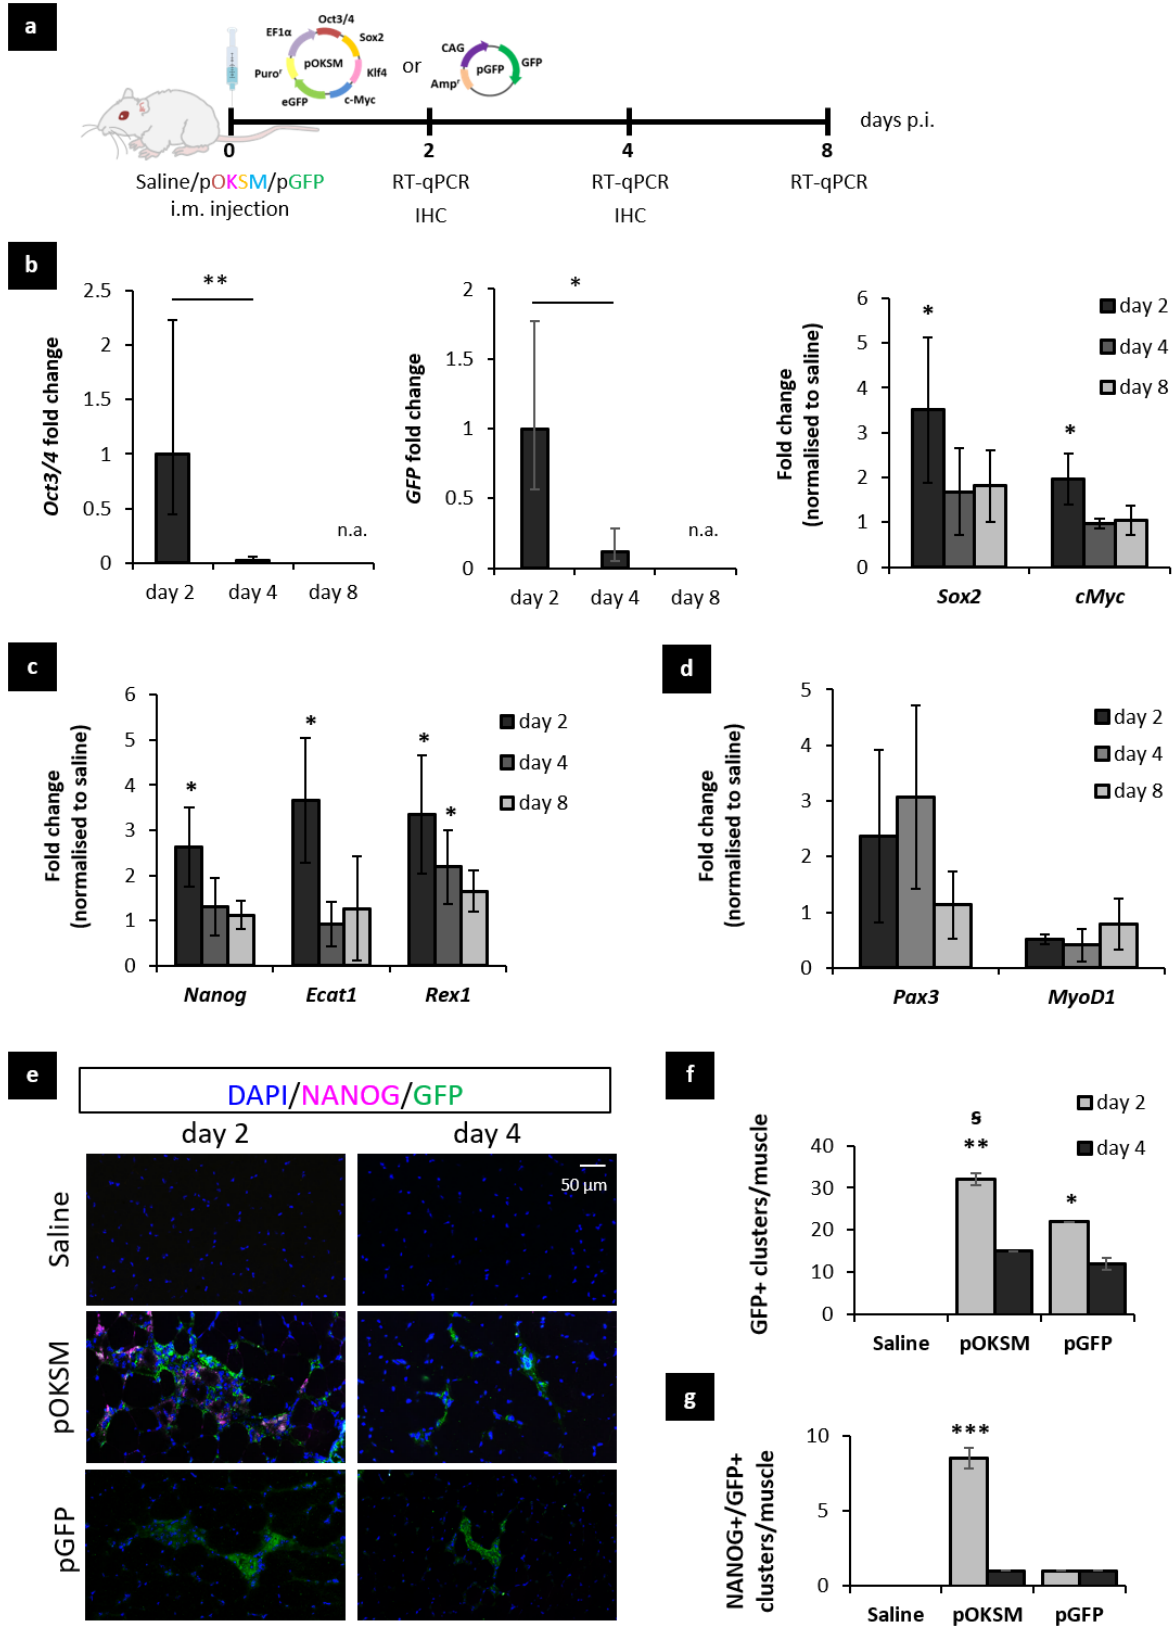 a
EF1α
Oct3/4
Sox2
Klf4
c-Myc
eGFP
Puroʳ
pOKSM
or
CAG
GFP
Ampʳ
pGFP
0
2
4
8
days p.i.
Saline/pOKSM/pGFP
i.m. injection
RT-qPCR
IHC
RT-qPCR
IHC
RT-qPCR
b
Oct3/4 fold change
2.5
2
1.5
1
0.5
0
**
n.a.
day 2
day 4
day 8
GFP fold change
2
1.5
1
0.5
0
*
n.a.
day 2
day 4
day 8
Fold change
(normalised to saline)
6
5
4
3
2
1
0
*
*
day 2
day 4
day 8
Sox2
cMyc
c
Fold change
(normalised to saline)
6
5
4
3
2
1
0
*
*
*
*
day 2
day 4
day 8
Nanog
Ecat1
Rex1
d
Fold change
(normalised to saline)
5
4
3
2
1
0
day 2
day 4
day 8
Pax3
MyoD1
e
DAPI/NANOG/GFP
day 2
day 4
Saline
50 µm
pOKSM
pGFP
f
GFP+ clusters/muscle
40
30
20
10
0
day 2
day 4
**
*
Saline
pOKSM
pGFP
g
NANOG+/GFP+
clusters/muscle
10
5
0
***
Saline
pOKSM
pGFP